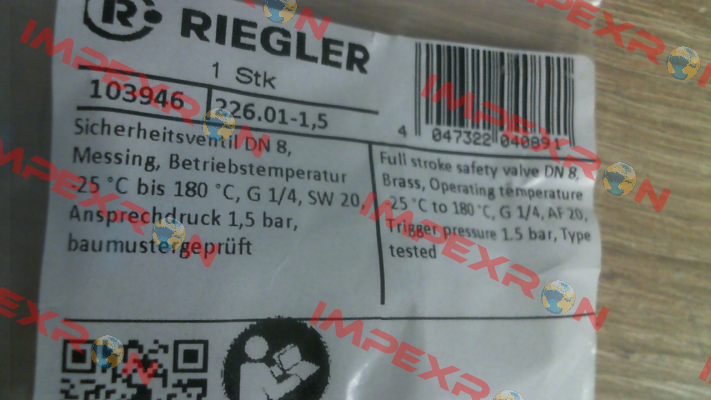 R RIEGLER
1 Stk
103946 226.01-1,5
4 047322 040891
Sicherheitsventil DN 8,
Messing, Betriebstemperatur
-25 °C bis 180 °C, G 1/4, SW 20,
Ansprechdruck 1,5 bar,
baumustergeprüft
Full stroke safety valve DN 8,
Brass, Operating temperature
-25 °C to 180 °C, G 1/4, AF 20,
Trigger pressure 1.5 bar, Type
tested
IMPEXRON